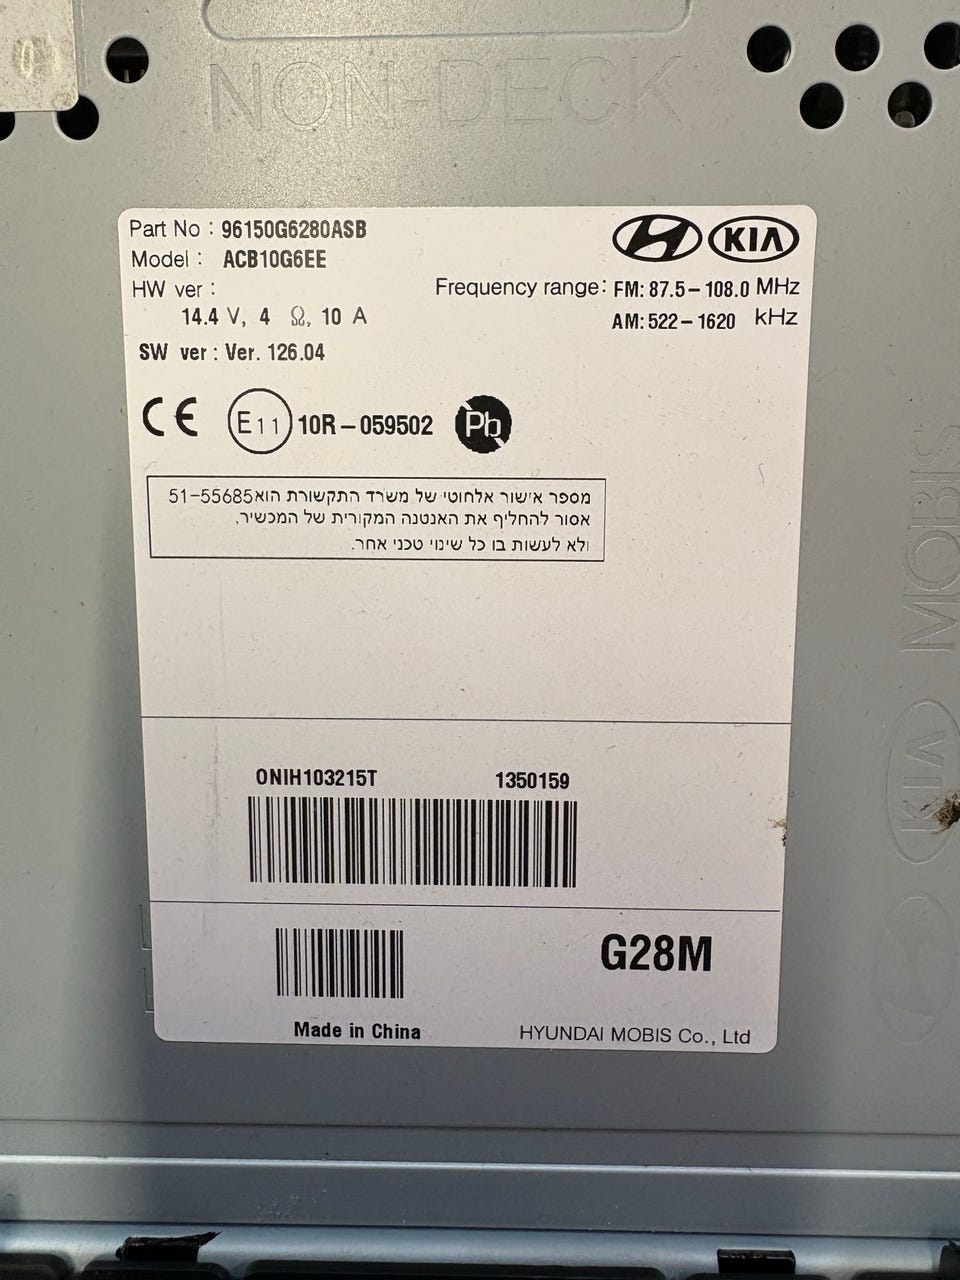 NON-DECK
Part No : 96150G6280ASB
Model : ACB10G6EE
HW ver :
14.4 V, 4 Ω, 10 A
SW ver : Ver. 126.04
KIA
Frequency range: FM: 87.5-108.0 MHz
AM: 522-1620 kHz
CE E11 10R-059502 Pb
מספר אישור אלחוטי של משרד התקשורת הוא 51-55685
אסור להחליף את האנטנה המקורית של המכשיר,
ולא לעשות בו כל שינוי טכני אחר.
0NIH103215T 1350159
G28M
Made in China HYUNDAI MOBIS Co., Ltd
MOBIS
KIA